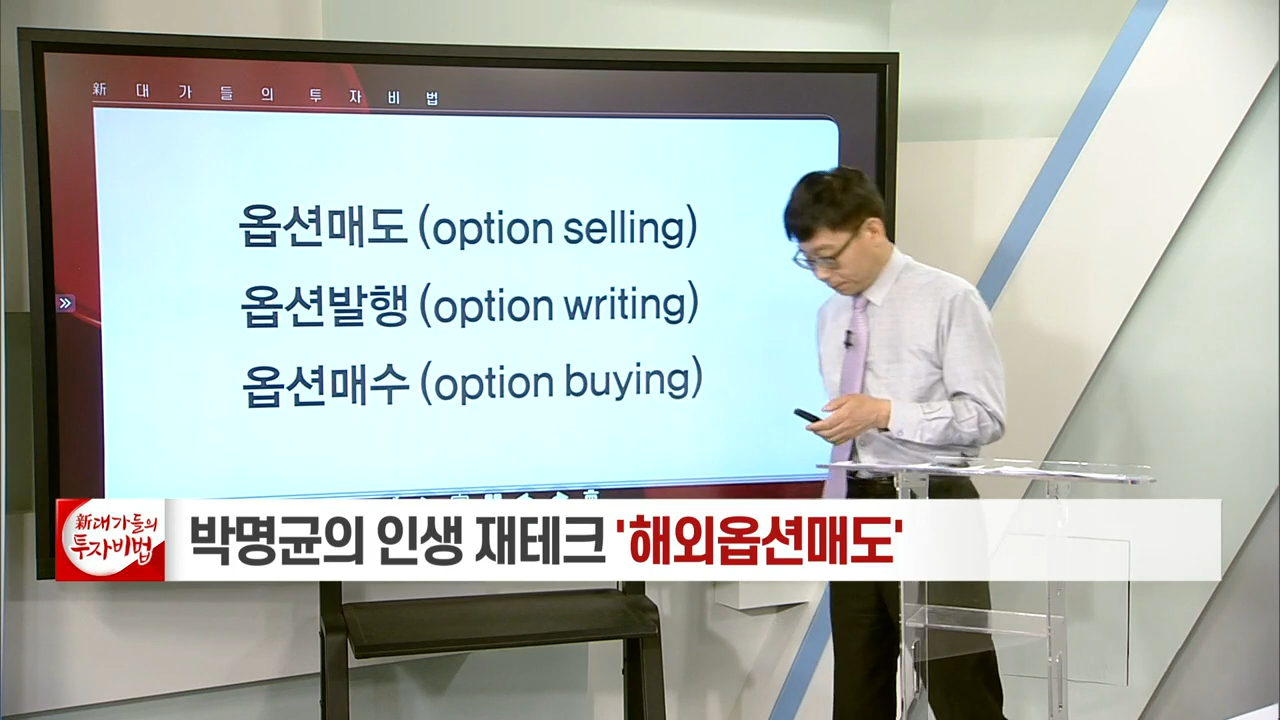 新 대가들의 투자비법
옵션매도 (option selling)
옵션발행 (option writing)
옵션매수 (option buying)
新대가들의
투자비법
박명균의 인생 재테크 '해외옵션매도'